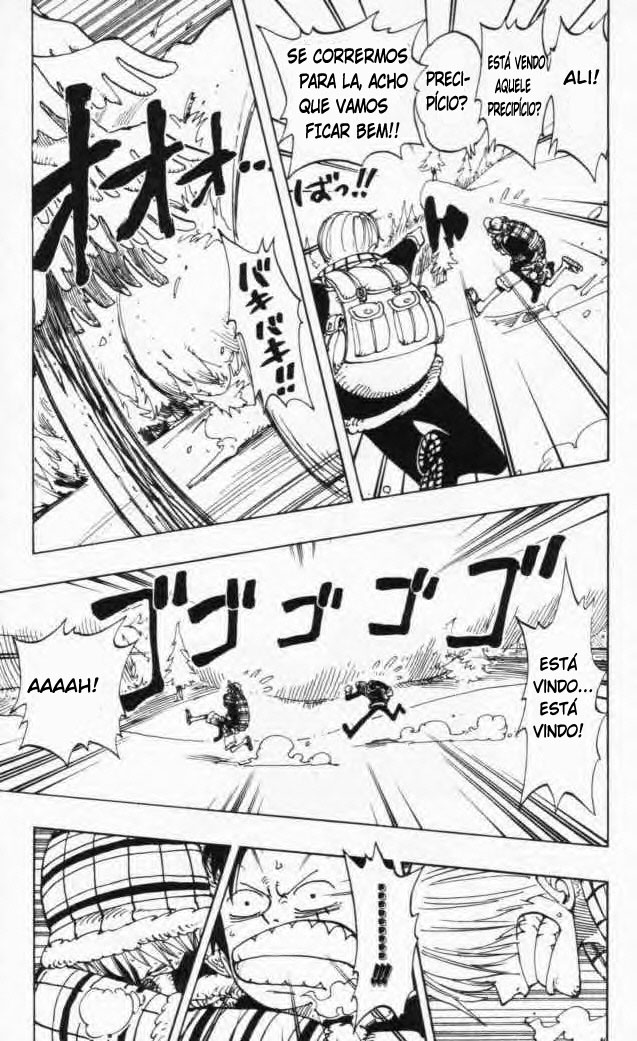 ALI!
ESTÁ VENDO
AQUELE
PRECIPÍCIO?
PRECI-
PÍCIO?
SE CORRERMOS
PARA LA, ACHO
QUE VAMOS
FICAR BEM!!
ばっ!!
オオオ...
バキバキ!!
ゴゴゴゴゴ
ESTÁ
VINDO...
ESTÁ
VINDO!
AAAAH!
..........!!!